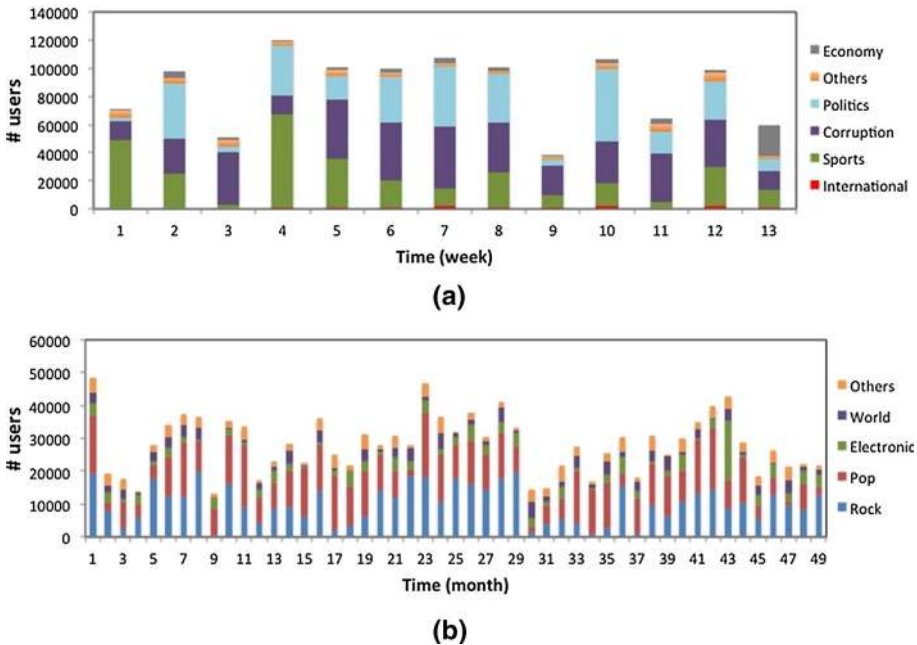 140000
120000
100000
80000
60000
40000
20000
0
# users
1 2 3 4 5 6 7 8 9 10 11 12 13
Time (week)
Economy
Others
Politics
Corruption
Sports
International
(a)
60000
50000
40000
30000
20000
10000
0
# users
1 3 5 7 9 11 13 15 17 19 21 23 25 27 29 31 33 35 37 39 41 43 45 47 49
Time (month)
Others
World
Electronic
Pop
Rock
(b)